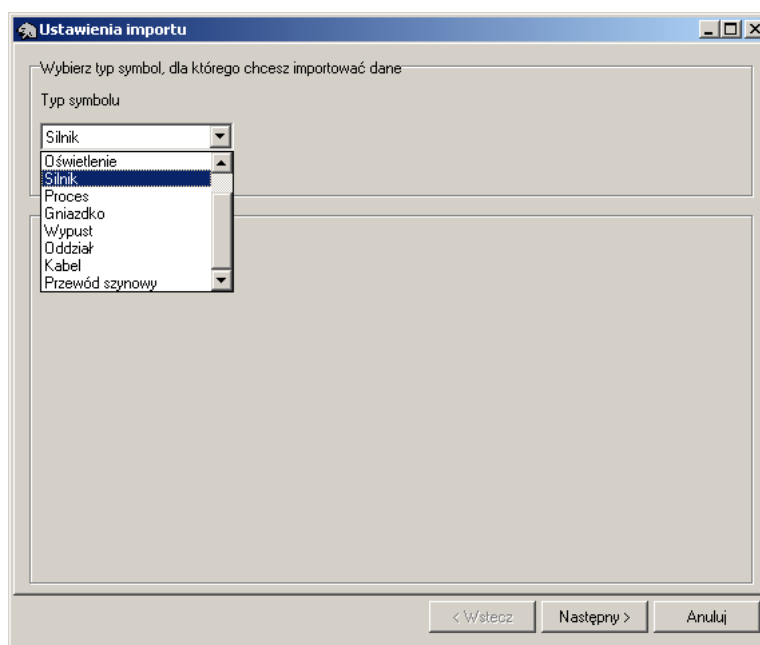 Ustawienia importu
Wybierz typ symbol, dla którego chcesz importować dane
Typ symbolu
Silnik
Oświetlenie
Silnik
Proces
Gniazdko
Wypust
Oddział
Kabel
Przewód szynowy
< Wstecz
Następny >
Anuluj